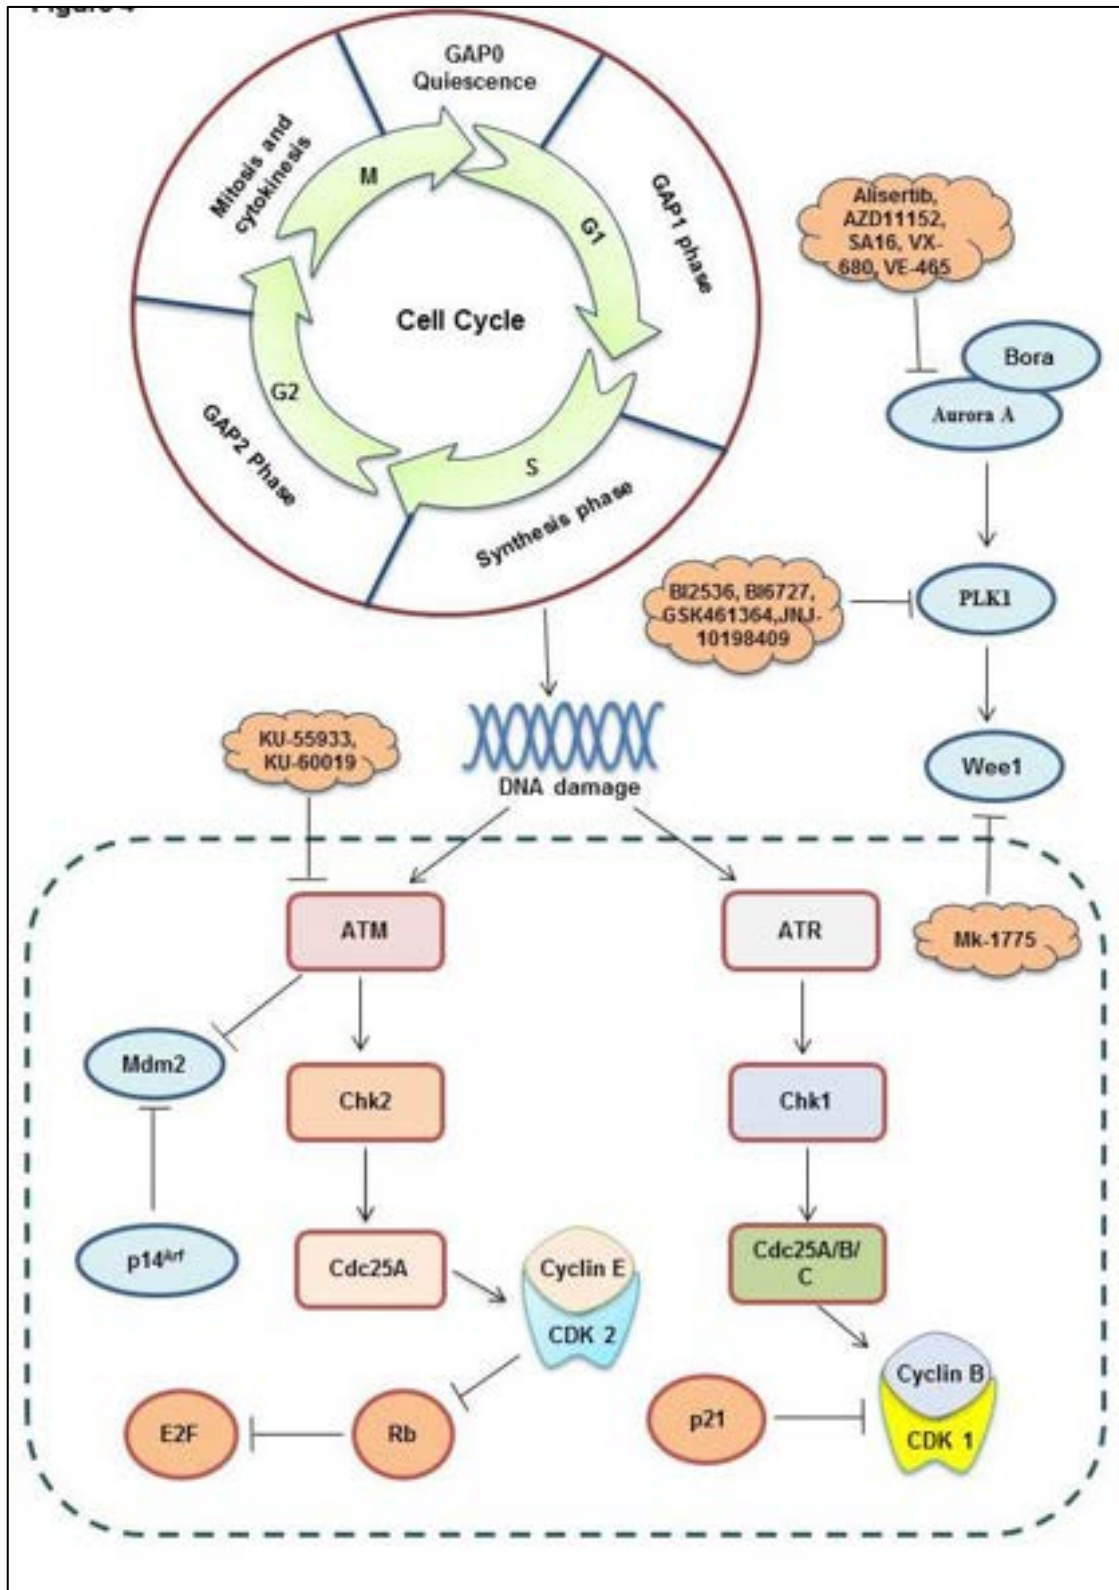 Figure 4
GAP0
Quiescence
Mitosis and
cytokinesis
M
G1
GAP1 phase
Cell Cycle
G2
GAP2 Phase
S
Synthesis phase
Alisertib,
AZD11152,
SA16, VX-
680, VE-465
Bora
Aurora A
BI2536, BI6727,
GSK461364,JNJ-
10198409
PLK1
KU-55933,
KU-60019
Wee1
DNA damage
ATM
ATR
Mk-1775
Mdm2
Chk2
Chk1
p14Arf
Cdc25A
Cyclin E
CDK 2
Cdc25A/B/
C
Cyclin B
CDK 1
E2F
Rb
p21